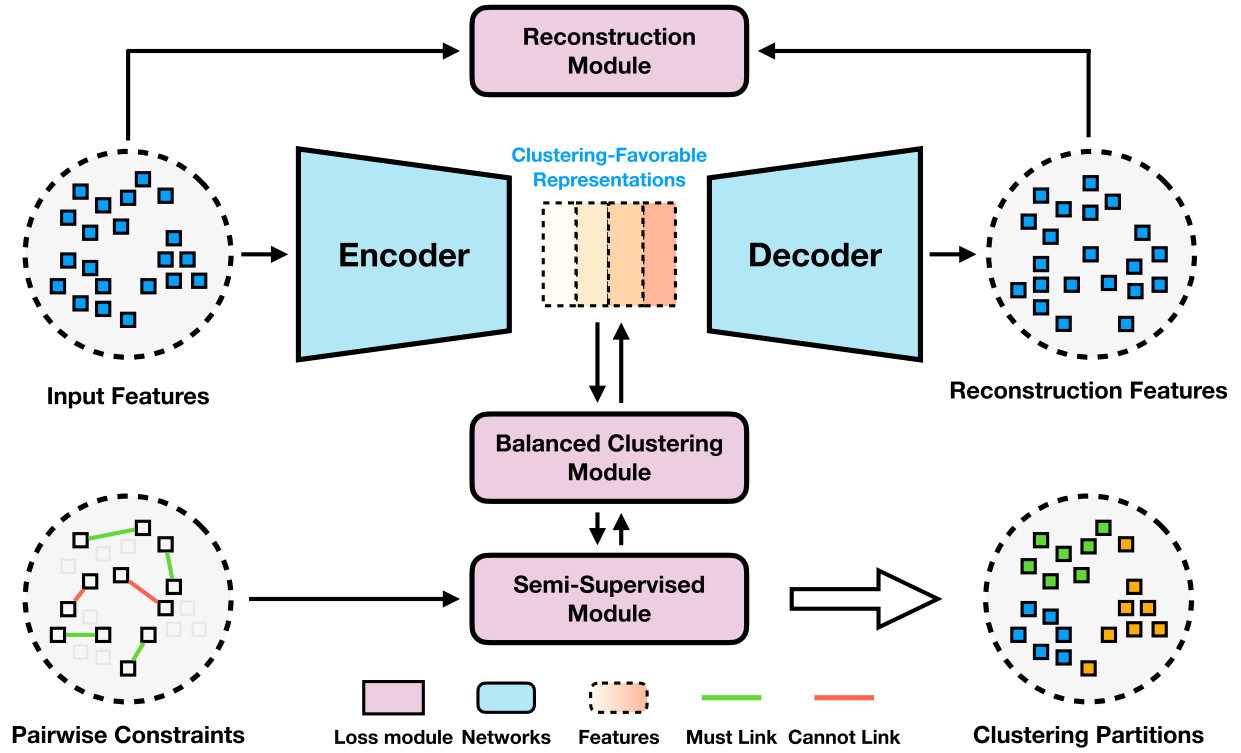 Reconstruction
Module
Clustering-Favorable
Representations
Encoder
Decoder
Input Features
Reconstruction Features
Balanced Clustering
Module
Semi-Supervised
Module
Pairwise Constraints
Loss module
Networks
Features
Must Link
Cannot Link
Clustering Partitions